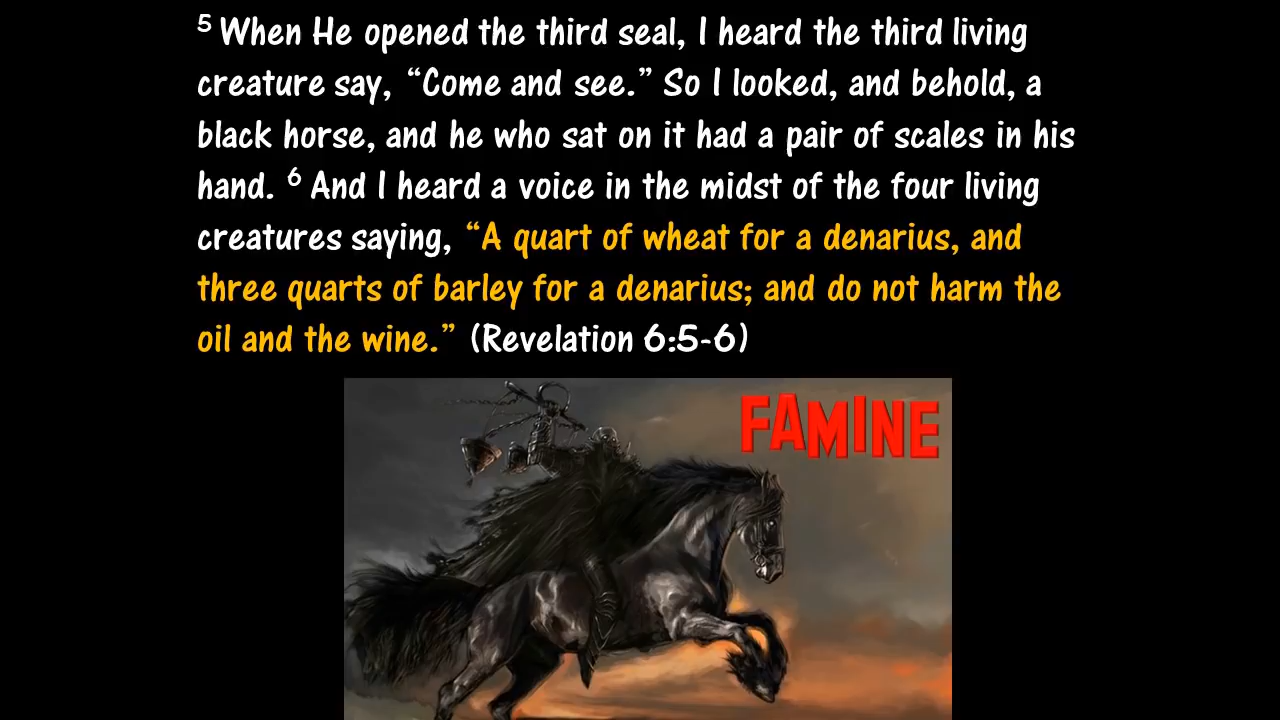 5 When He opened the third seal, I heard the third living
creature say, “Come and see.” So I looked, and behold, a
black horse, and he who sat on it had a pair of scales in his
hand. 6 And I heard a voice in the midst of the four living
creatures saying, “A quart of wheat for a denarius, and
three quarts of barley for a denarius; and do not harm the
oil and the wine.” (Revelation 6:5-6)
FAMINE